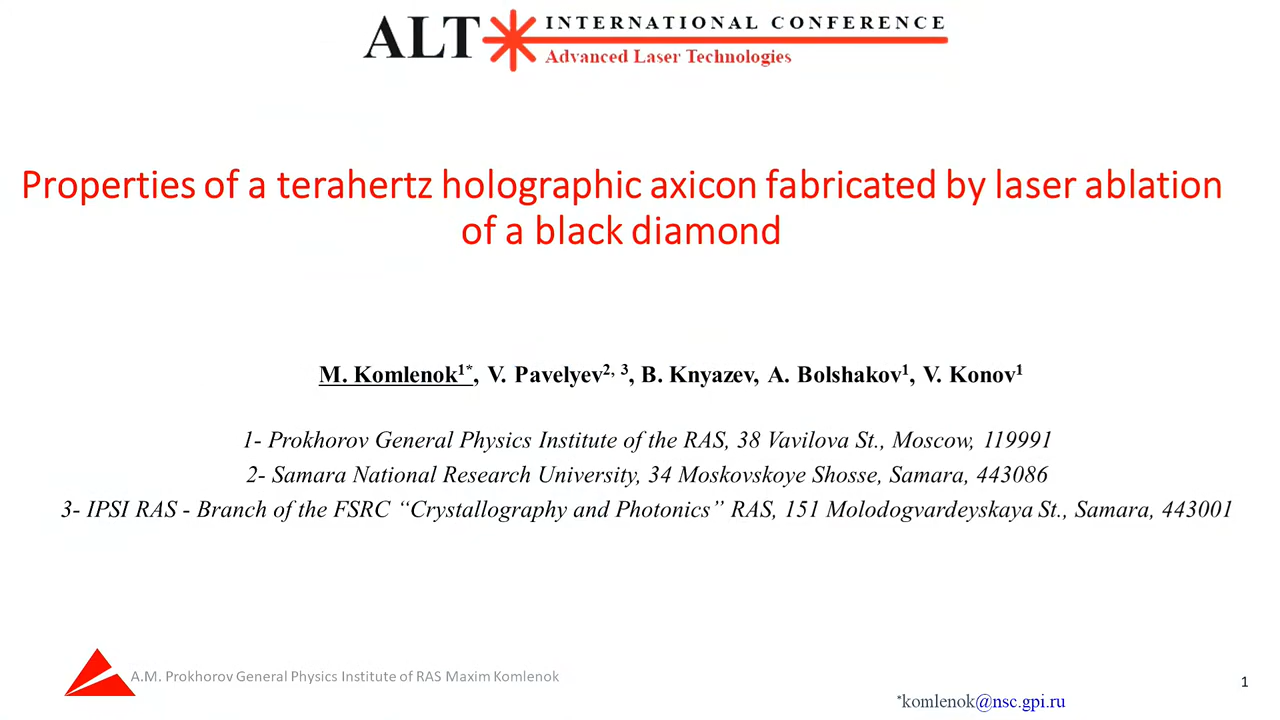 ALT INTERNATIONAL CONFERENCE
Advanced Laser Technologies
Properties of a terahertz holographic axicon fabricated by laser ablation
of a black diamond
M. Komlenok1*, V. Pavelyev2, 3, B. Knyazev, A. Bolshakov1, V. Konov1
1- Prokhorov General Physics Institute of the RAS, 38 Vavilova St., Moscow, 119991
2- Samara National Research University, 34 Moskovskoye Shosse, Samara, 443086
3- IPSI RAS - Branch of the FSRC “Crystallography and Photonics” RAS, 151 Molodogvardeyskaya St., Samara, 443001
A.M. Prokhorov General Physics Institute of RAS Maxim Komlenok
1
*komlenok@nsc.gpi.ru